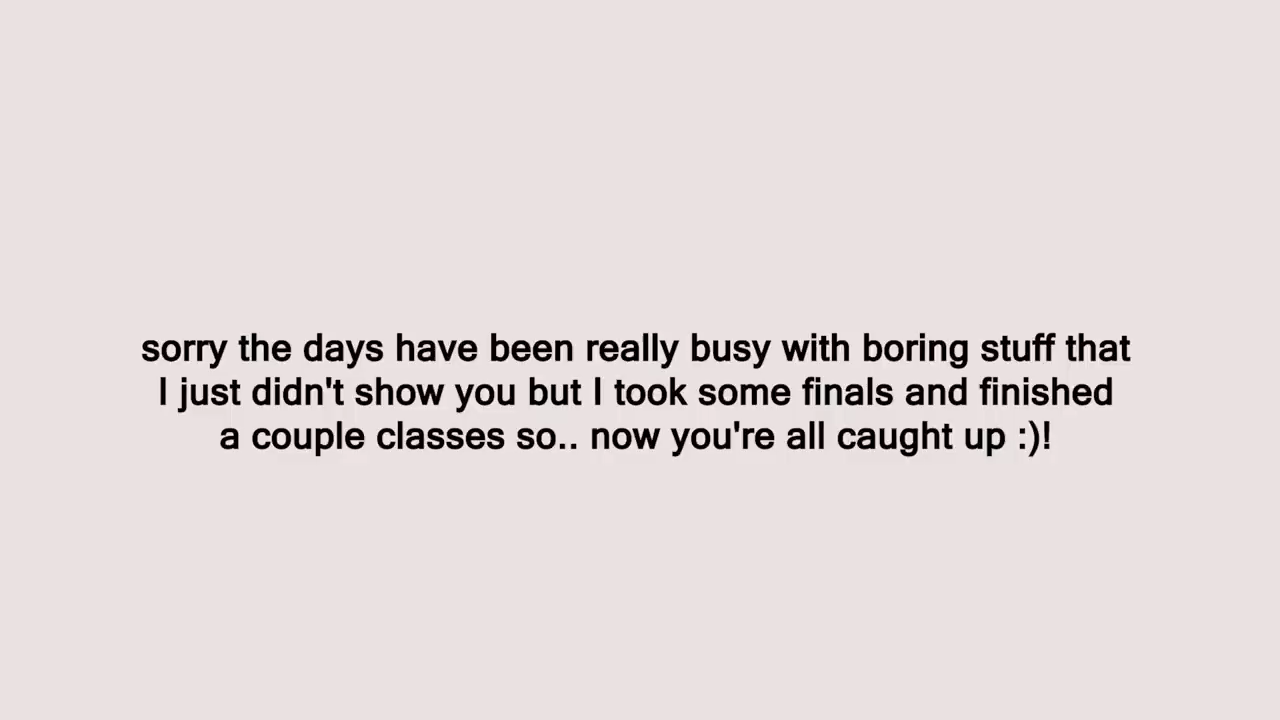 sorry the days have been really busy with boring stuff that
I just didn't show you but I took some finals and finished
a couple classes so.. now you're all caught up :)!